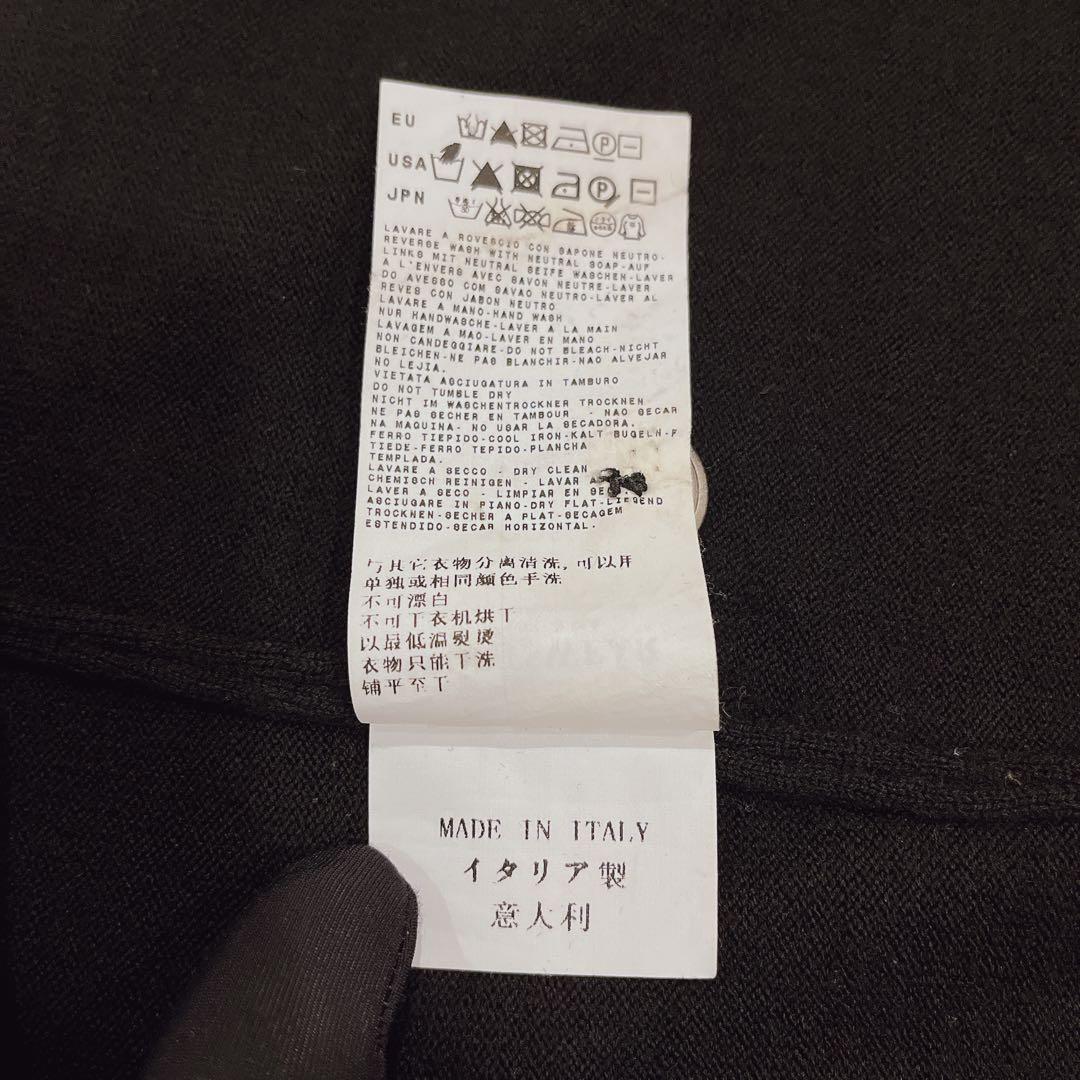 EU
USA
JPN
LAVARE A ROVESCIO CON SAPONE NEUTRO-
REVERSE WASH WITH NEUTRAL SOAP-AUF
LINKS MIT NEUTRAL SEIFE WASCHEN-LAVER
A L'ENVERS AVEC SAVON NEUTRE-LAVER
DO AVESSO COM SAVAO NEUTRO-LAVER AL
REVES CON JABON NEUTRO
LAVARE A MANO-HAND WASH
NUR HANDWASCHE-LAVER A LA MAIN
LAVAGEM A MAO-LAVER EN MANO
NON CANDEGGIARE-DO NOT BLEACH-NICHT
BLEICHEN-NE PAS BLANCHIR-NAO ALVEJAR
NO LEJIA.
VIETATA ASCIUGATURA IN TAMBURO
DO NOT TUMBLE DRY
NICHT IM WASCHENTROCKNER TROCKNEN
NE PAS SECHER EN TAMBOUR - NAO SECAR
NA MAQUINA- NO USAR LA SECADORA.
FERRO TIEPIDO-COOL IRON-KALT BUGELN-F
TIEDE-FERRO TEPIDO-PLANCHA
TEMPLADA.
LAVARE A SECCO - DRY CLEAN
CHEMISCH REINIGEN - LAVAR A
LAVER A SECO - LIMPIAR EN
ASCIUGARE IN PIANO-DRY FLAT-LIEGEND
TROCKNEN-SECHER A PLAT-SECAGEM
ESTENDIDO-SECAR HORIZONTAL.
与其它衣物分离清洗,可以用
单独或相同颜色手洗
不可漂白
不可干衣机烘干
以最低温熨烫
衣物只能干洗
铺平至干
MADE IN ITALY
イタリア製
意大利